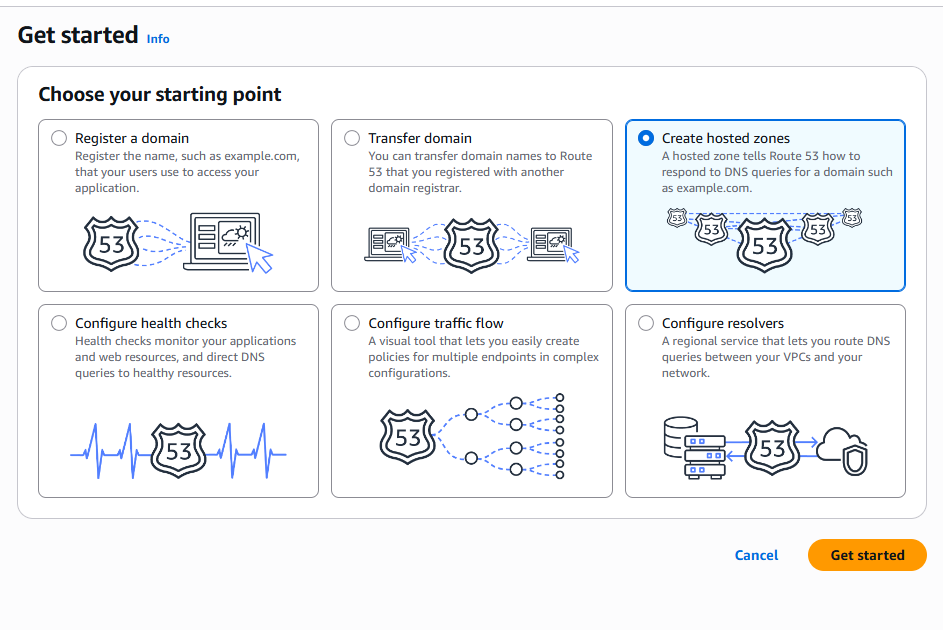 Get started Info
Choose your starting point
Register a domain
Register the name, such as example.com,
that your users use to access your
application.
53
Transfer domain
You can transfer domain names to Route
53 that you registered with another
domain registrar.
53
Create hosted zones
A hosted zone tells Route 53 how to
respond to DNS queries for a domain such
as example.com.
53 53 53 53 53
Configure health checks
Health checks monitor your applications
and web resources, and direct DNS
queries to healthy resources.
53
Configure traffic flow
A visual tool that lets you easily create
policies for multiple endpoints in complex
configurations.
53
Configure resolvers
A regional service that lets you route DNS
queries between your VPCs and your
network.
53
Cancel Get started